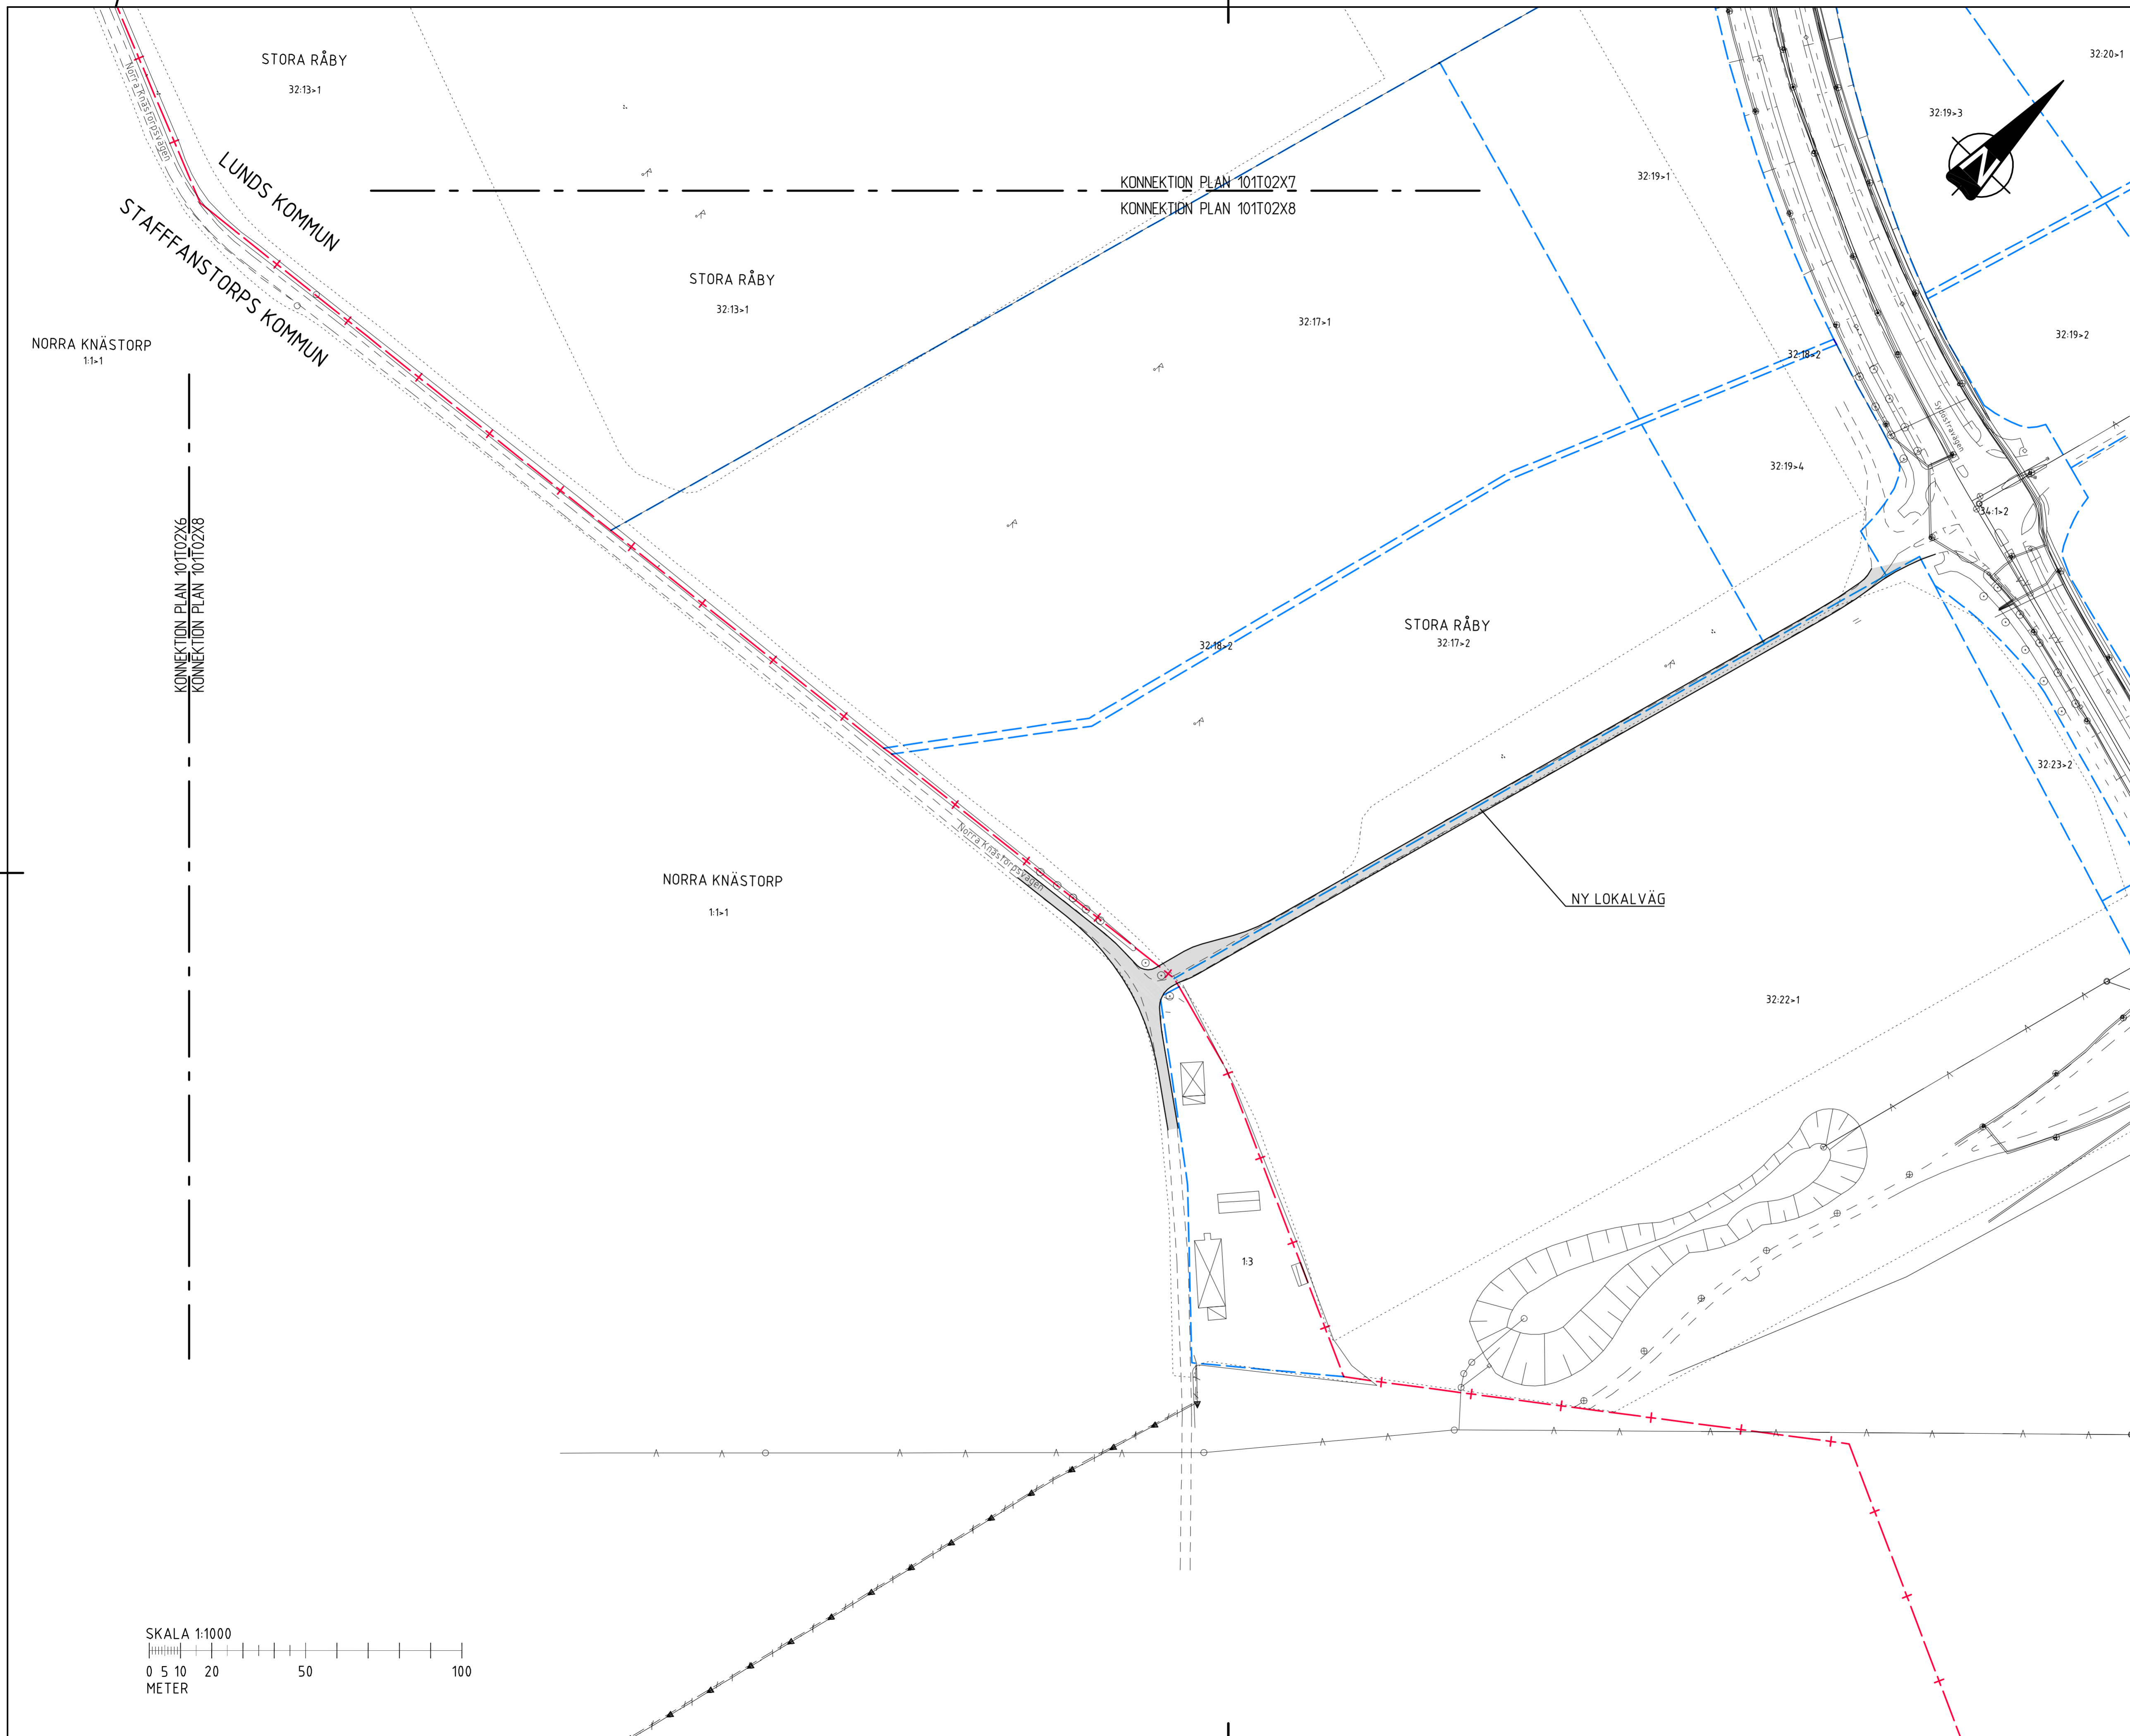 STORA RÅBY
32:13>1
Norra Knästorpsvägen
LUNDS KOMMUN
STAFFFANSTORPS KOMMUN
KONNEKTION PLAN 101T02X7
KONNEKTION PLAN 101T02X8
32:20>1
32:19>3
N
32:19>1
STORA RÅBY
32:13>1
32:17>1
NORRA KNÄSTORP
1:1>1
32:18>2
32:19>2
Sydöstravägen
32:19>4
34:1>2
KONNEKTION PLAN 101T02X6
KONNEKTION PLAN 101T02X8
STORA RÅBY
32:17>2
32:18>2
32:23>2
Norra Knästorpsvägen
NORRA KNÄSTORP
1:1>1
NY LOKALVÄG
32:22>1
1:3
SKALA 1:1000
0 5 10 20 50 100
METER